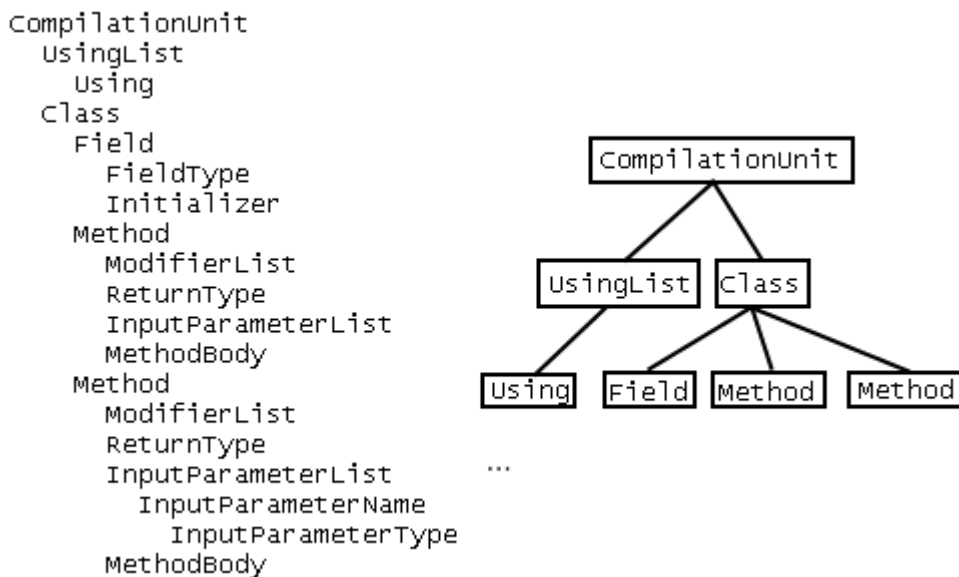 CompilationUnit
UsingList
Using
Class
Field
FieldType
Initializer
Method
ModifierList
ReturnType
InputParameterList
MethodBody
Method
ModifierList
ReturnType
InputParameterList
InputParameterName
InputParameterType
MethodBody
CompilationUnit
UsingList Class
Using Field Method Method
...